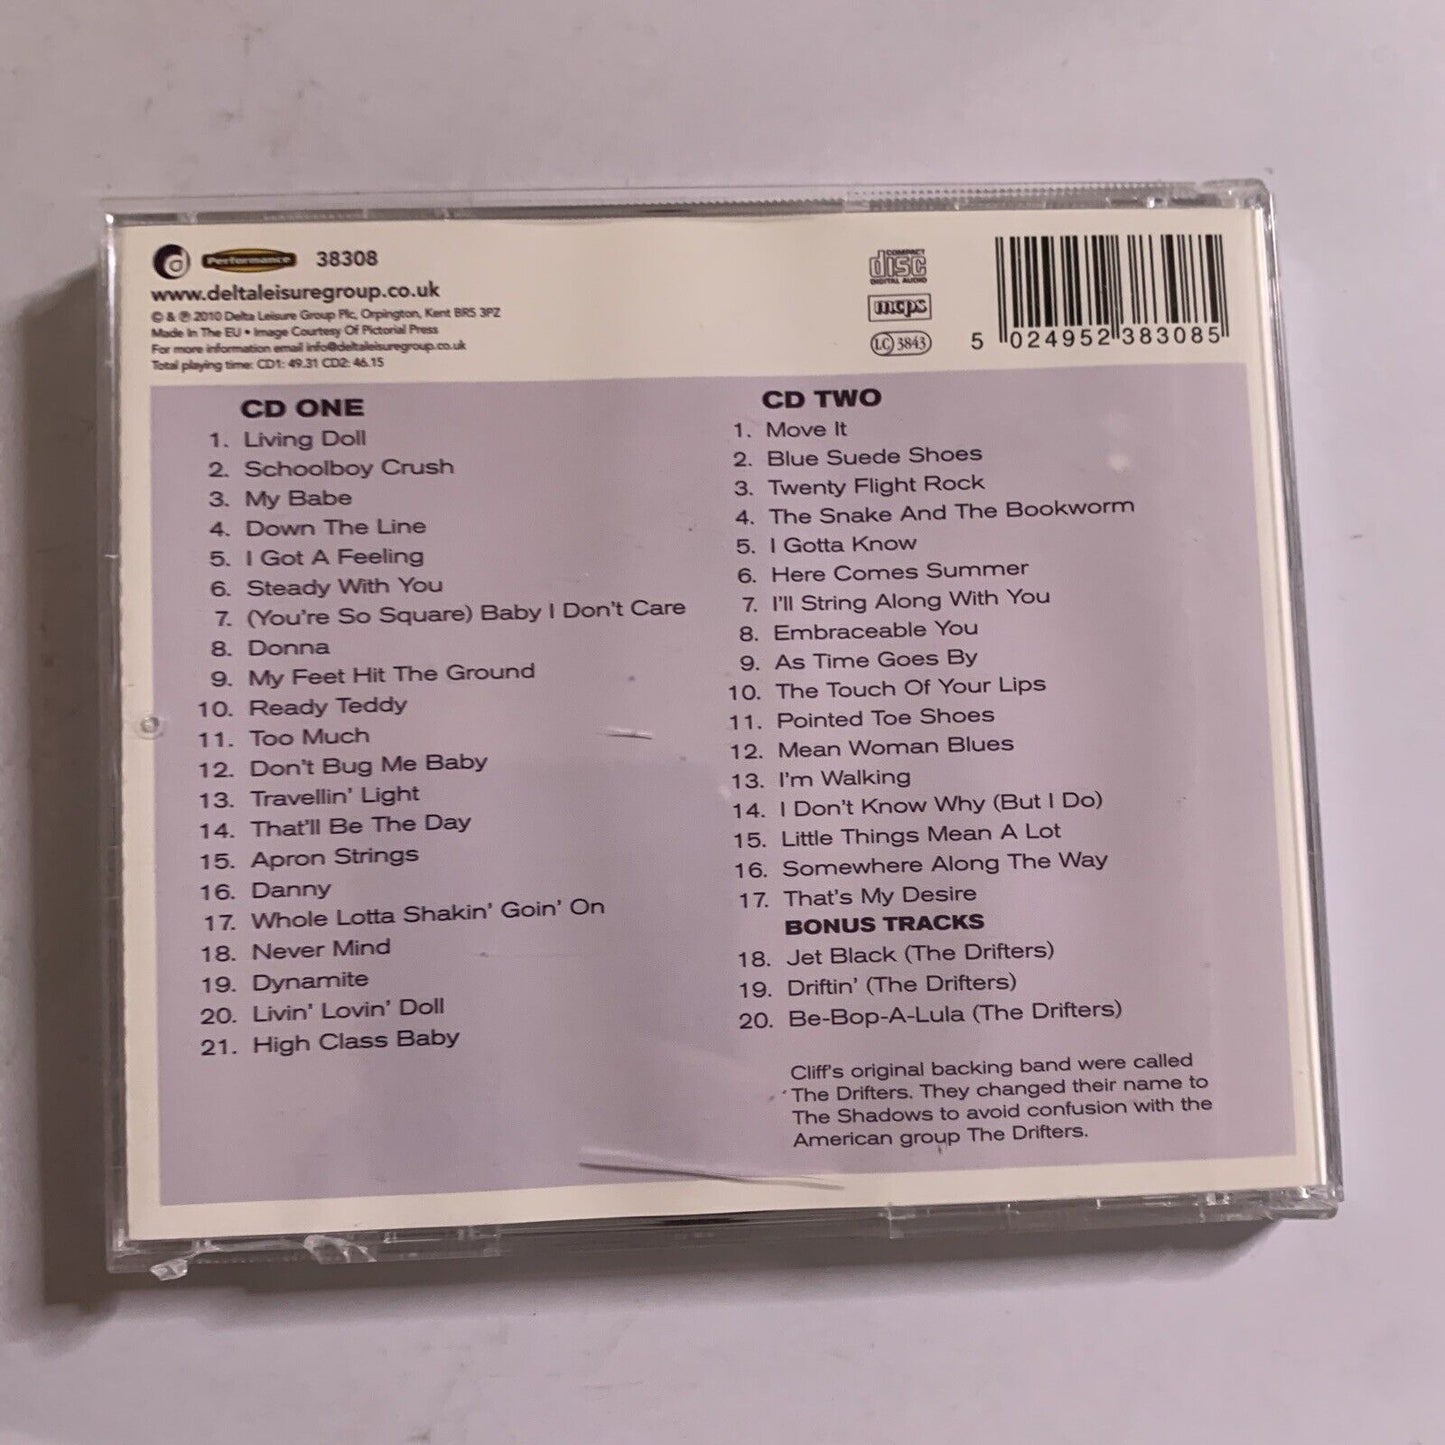 d Performance 38308
www.deltaleisuregroup.co.uk
© & ℗ 2010 Delta Leisure Group Plc, Orpington, Kent BR5 3PZ
Made In The EU • Image Courtesy Of Pictorial Press
For more information email info@deltaleisuregroup.co.uk
Total playing time: CD1: 49.31 CD2: 46.15
COMPACT
disc
DIGITAL AUDIO
mcps
LC 3843
5 024952 383085
CD ONE
1. Living Doll
2. Schoolboy Crush
3. My Babe
4. Down The Line
5. I Got A Feeling
6. Steady With You
7. (You're So Square) Baby I Don't Care
8. Donna
9. My Feet Hit The Ground
10. Ready Teddy
11. Too Much
12. Don't Bug Me Baby
13. Travellin' Light
14. That'll Be The Day
15. Apron Strings
16. Danny
17. Whole Lotta Shakin' Goin' On
18. Never Mind
19. Dynamite
20. Livin' Lovin' Doll
21. High Class Baby
CD TWO
1. Move It
2. Blue Suede Shoes
3. Twenty Flight Rock
4. The Snake And The Bookworm
5. I Gotta Know
6. Here Comes Summer
7. I'll String Along With You
8. Embraceable You
9. As Time Goes By
10. The Touch Of Your Lips
11. Pointed Toe Shoes
12. Mean Woman Blues
13. I'm Walking
14. I Don't Know Why (But I Do)
15. Little Things Mean A Lot
16. Somewhere Along The Way
17. That's My Desire
BONUS TRACKS
18. Jet Black (The Drifters)
19. Driftin' (The Drifters)
20. Be-Bop-A-Lula (The Drifters)
Cliff's original backing band were called
The Drifters. They changed their name to
The Shadows to avoid confusion with the
American group The Drifters.